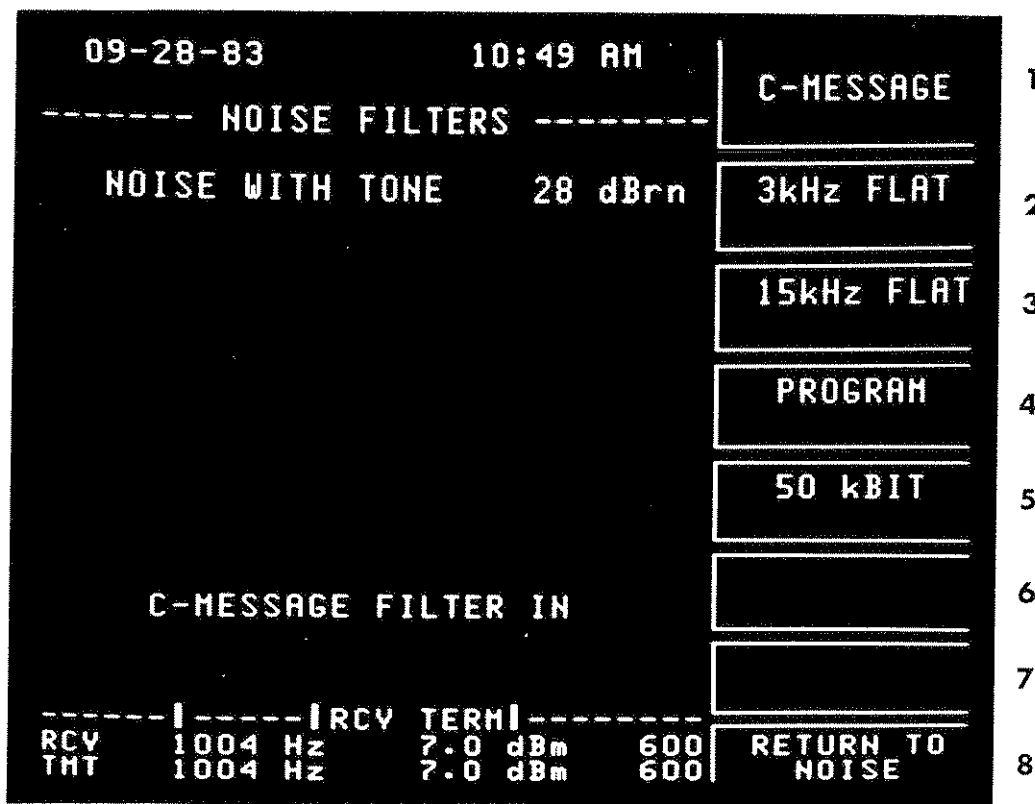 09-28-83 10:49 AM
------- NOISE FILTERS --------
NOISE WITH TONE 28 dBrn
C-MESSAGE FILTER IN
RCV TERM
RCV 1004 Hz 7.0 dBm 600
TMT 1004 Hz 7.0 dBm 600
C-MESSAGE 1
3kHz FLAT 2
15kHz FLAT 3
PROGRAM 4
50 kBIT 5
6
7
RETURN TO
NOISE 8